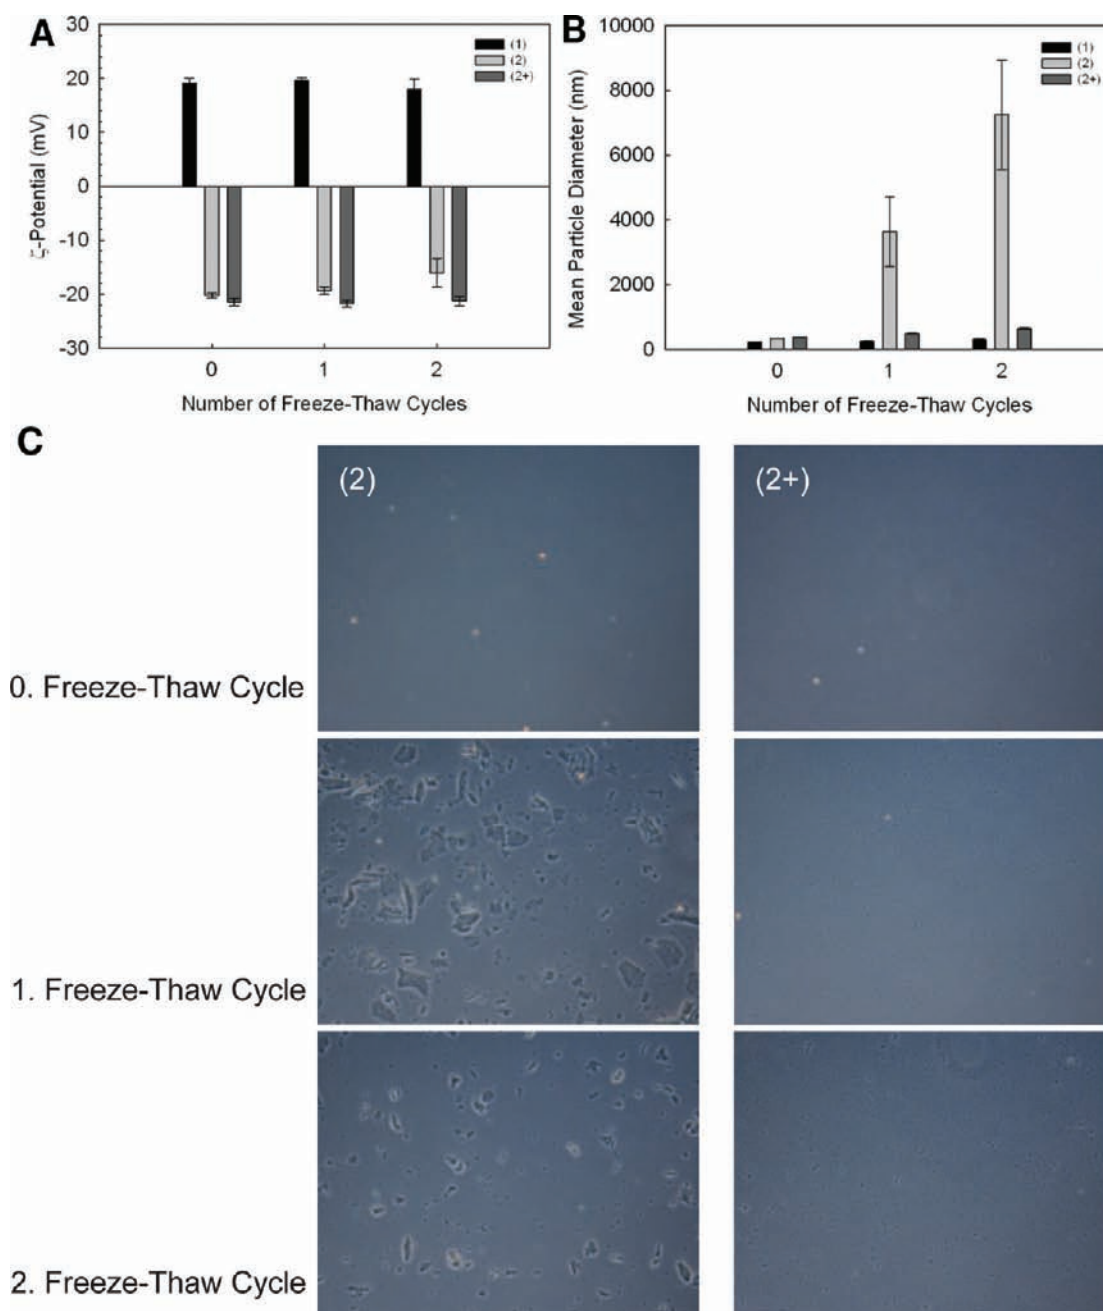 A
30
20
10
0
-10
-20
-30
ζ-Potential (mV)
(1)
(2)
(2+)
0 1 2
Number of Freeze-Thaw Cycles
B
10000
8000
6000
4000
2000
0
Mean Particle Diameter (nm)
(1)
(2)
(2+)
0 1 2
Number of Freeze-Thaw Cycles
C
(2) (2+)
0. Freeze-Thaw Cycle
1. Freeze-Thaw Cycle
2. Freeze-Thaw Cycle